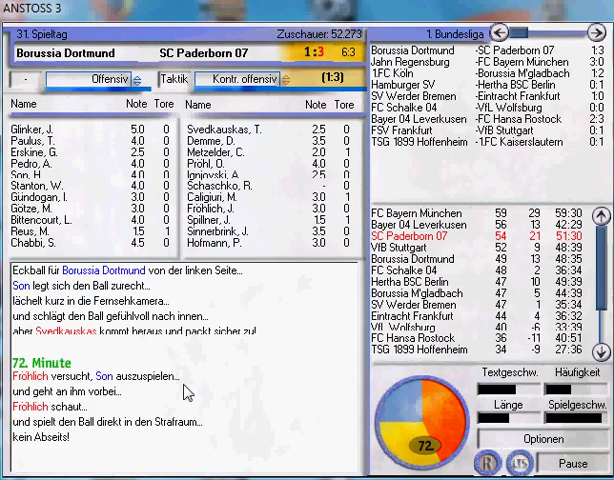 ANSTOSS 3
31. Spieltag Zuschauer: 52.273
Borussia Dortmund SC Paderborn 07 1:3 6:3
- Offensiv Taktik Kontr. offensiv (1:3)
Name Note Tore Name Note Tore
Glinker, J. 5.0 0 Svedkauskas, T. 2.5 0
Paulus, T. 4.0 0 Demme, D. 3.5 0
Erskine, G. 2.5 0 Metzelder, C. 2.0 1
Pedro, A. 4.0 0 Pröhl, O. 4.0 0
Son, H. 4.0 0 Ignjovski, A. 2.5 0
Stanton, W. 4.0 0 Schaschko, R. - 0
Gündogan, I. 3.0 0 Caligiuri, M. 3.0 1
Götze, M. 3.0 0 Fröhlich, J. 3.0 0
Bittencourt, L. 4.0 0 Spillner, J. 1.5 1
Reus, M. 1.5 1 Sinnerbrink, J. 3.5 0
Chabbi, S. 4.5 0 Hofmann, P. 3.0 0
Eckball für Borussia Dortmund von der linken Seite...
Son legt sich den Ball zurecht...
lächelt kurz in die Fernsehkamera...
und schlägt den Ball gefühlvoll nach innen...
aber Svedkauskas kommt heraus und packt sicher zu!
72. Minute
Fröhlich versucht, Son auszuspielen...
und geht an ihm vorbei...
Fröhlich schaut...
und spielt den Ball direkt in den Strafraum...
kein Abseits!
1. Bundesliga
Borussia Dortmund -SC Paderborn 07 1:3
Jahn Regensburg -FC Bayern München 3:0
1.FC Köln -Borussia M'gladbach 1:2
Hamburger SV -Hertha BSC Berlin 0:1
SV Werder Bremen -Eintracht Frankfurt 1:0
FC Schalke 04 -VfL Wolfsburg 0:0
Bayer 04 Leverkusen -FC Hansa Rostock 2:3
FSV Frankfurt -VfB Stuttgart 0:1
TSG 1899 Hoffenheim -1.FC Kaiserslautern 0:1
FC Bayern München 59 29 59:30
Bayer 04 Leverkusen 56 13 42:29
SC Paderborn 07 54 21 51:30
VfB Stuttgart 52 9 48:39
Borussia Dortmund 49 13 48:35
FC Schalke 04 48 2 36:34
Hertha BSC Berlin 47 10 49:39
Borussia M'gladbach 47 5 44:39
SV Werder Bremen 47 1 35:34
Eintracht Frankfurt 44 4 36:32
VfL Wolfsburg 40 -6 33:39
FC Hansa Rostock 36 -11 40:51
TSG 1899 Hoffenheim 34 -9 27:36
Textgeschw. Häufigkeit
Länge Spielgeschw.
72.
Optionen
R LTS Pause